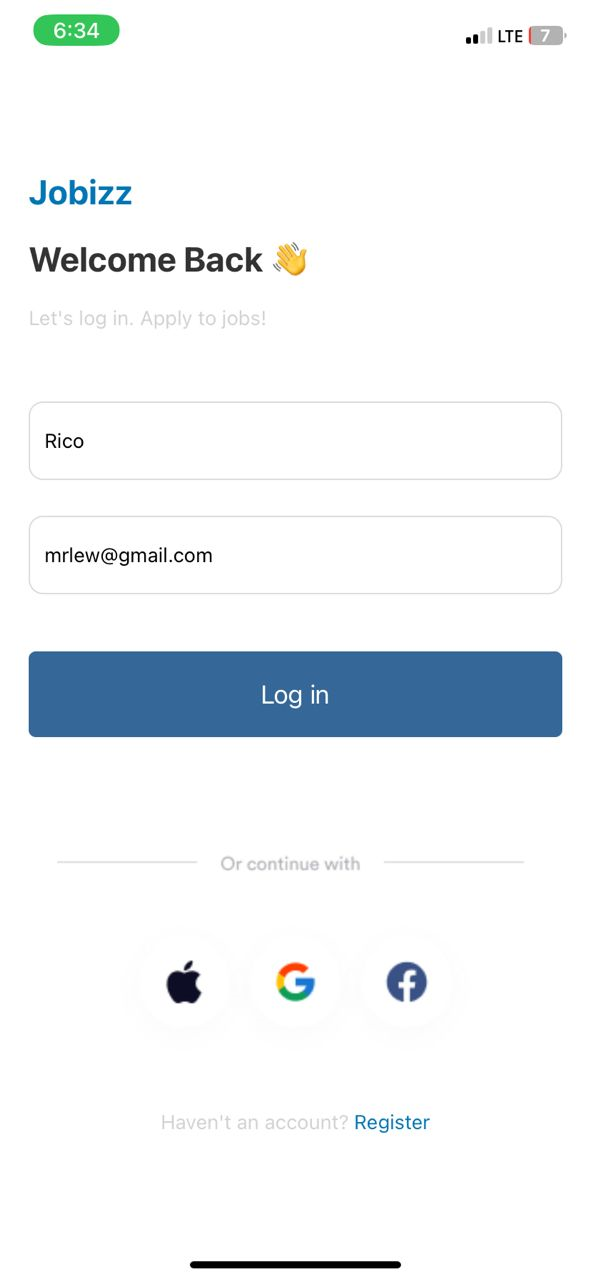 6:34
LTE 7
Jobizz
Welcome Back 👋
Let's log in. Apply to jobs!
Rico
mrlew@gmail.com
Log in
Or continue with
Haven't an account? Register